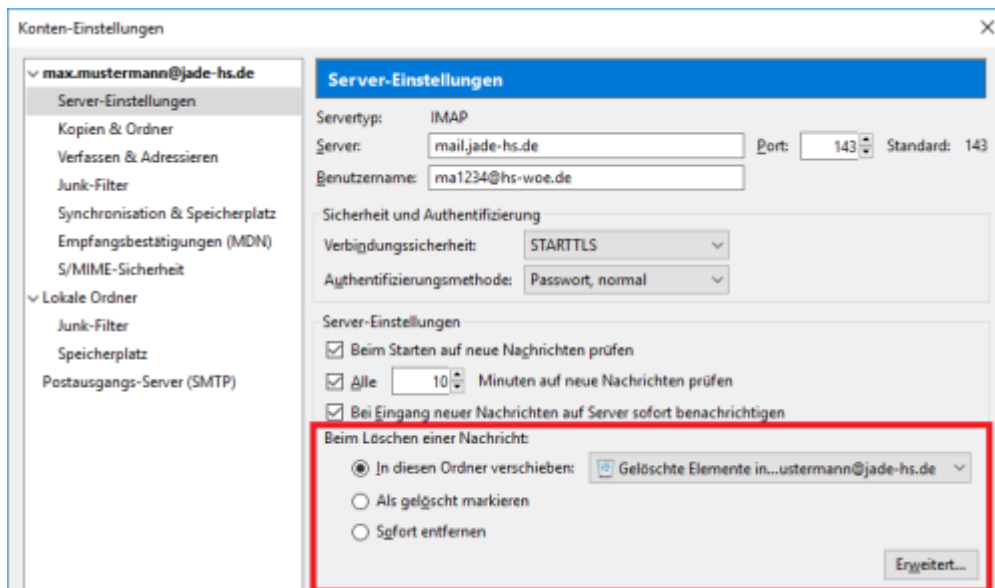 Konten-Einstellungen
max.mustermann@jade-hs.de
Server-Einstellungen
Kopien & Ordner
Verfassen & Adressieren
Junk-Filter
Synchronisation & Speicherplatz
Empfangsbestätigungen (MDN)
S/MIME-Sicherheit
Lokale Ordner
Junk-Filter
Speicherplatz
Postausgangs-Server (SMTP)
Server-Einstellungen
Servertyp: IMAP
Server: mail.jade-hs.de Port: 143 Standard: 143
Benutzername: ma1234@hs-woe.de
Sicherheit und Authentifizierung
Verbindungssicherheit: STARTTLS
Authentifizierungsmethode: Passwort, normal
Server-Einstellungen
Beim Starten auf neue Nachrichten prüfen
Alle 10 Minuten auf neue Nachrichten prüfen
Bei Eingang neuer Nachrichten auf Server sofort benachrichtigen
Beim Löschen einer Nachricht:
In diesen Ordner verschieben: Gelöschte Elemente in...ustermann@jade-hs.de
Als gelöscht markieren
Sofort entfernen
Erweitert...